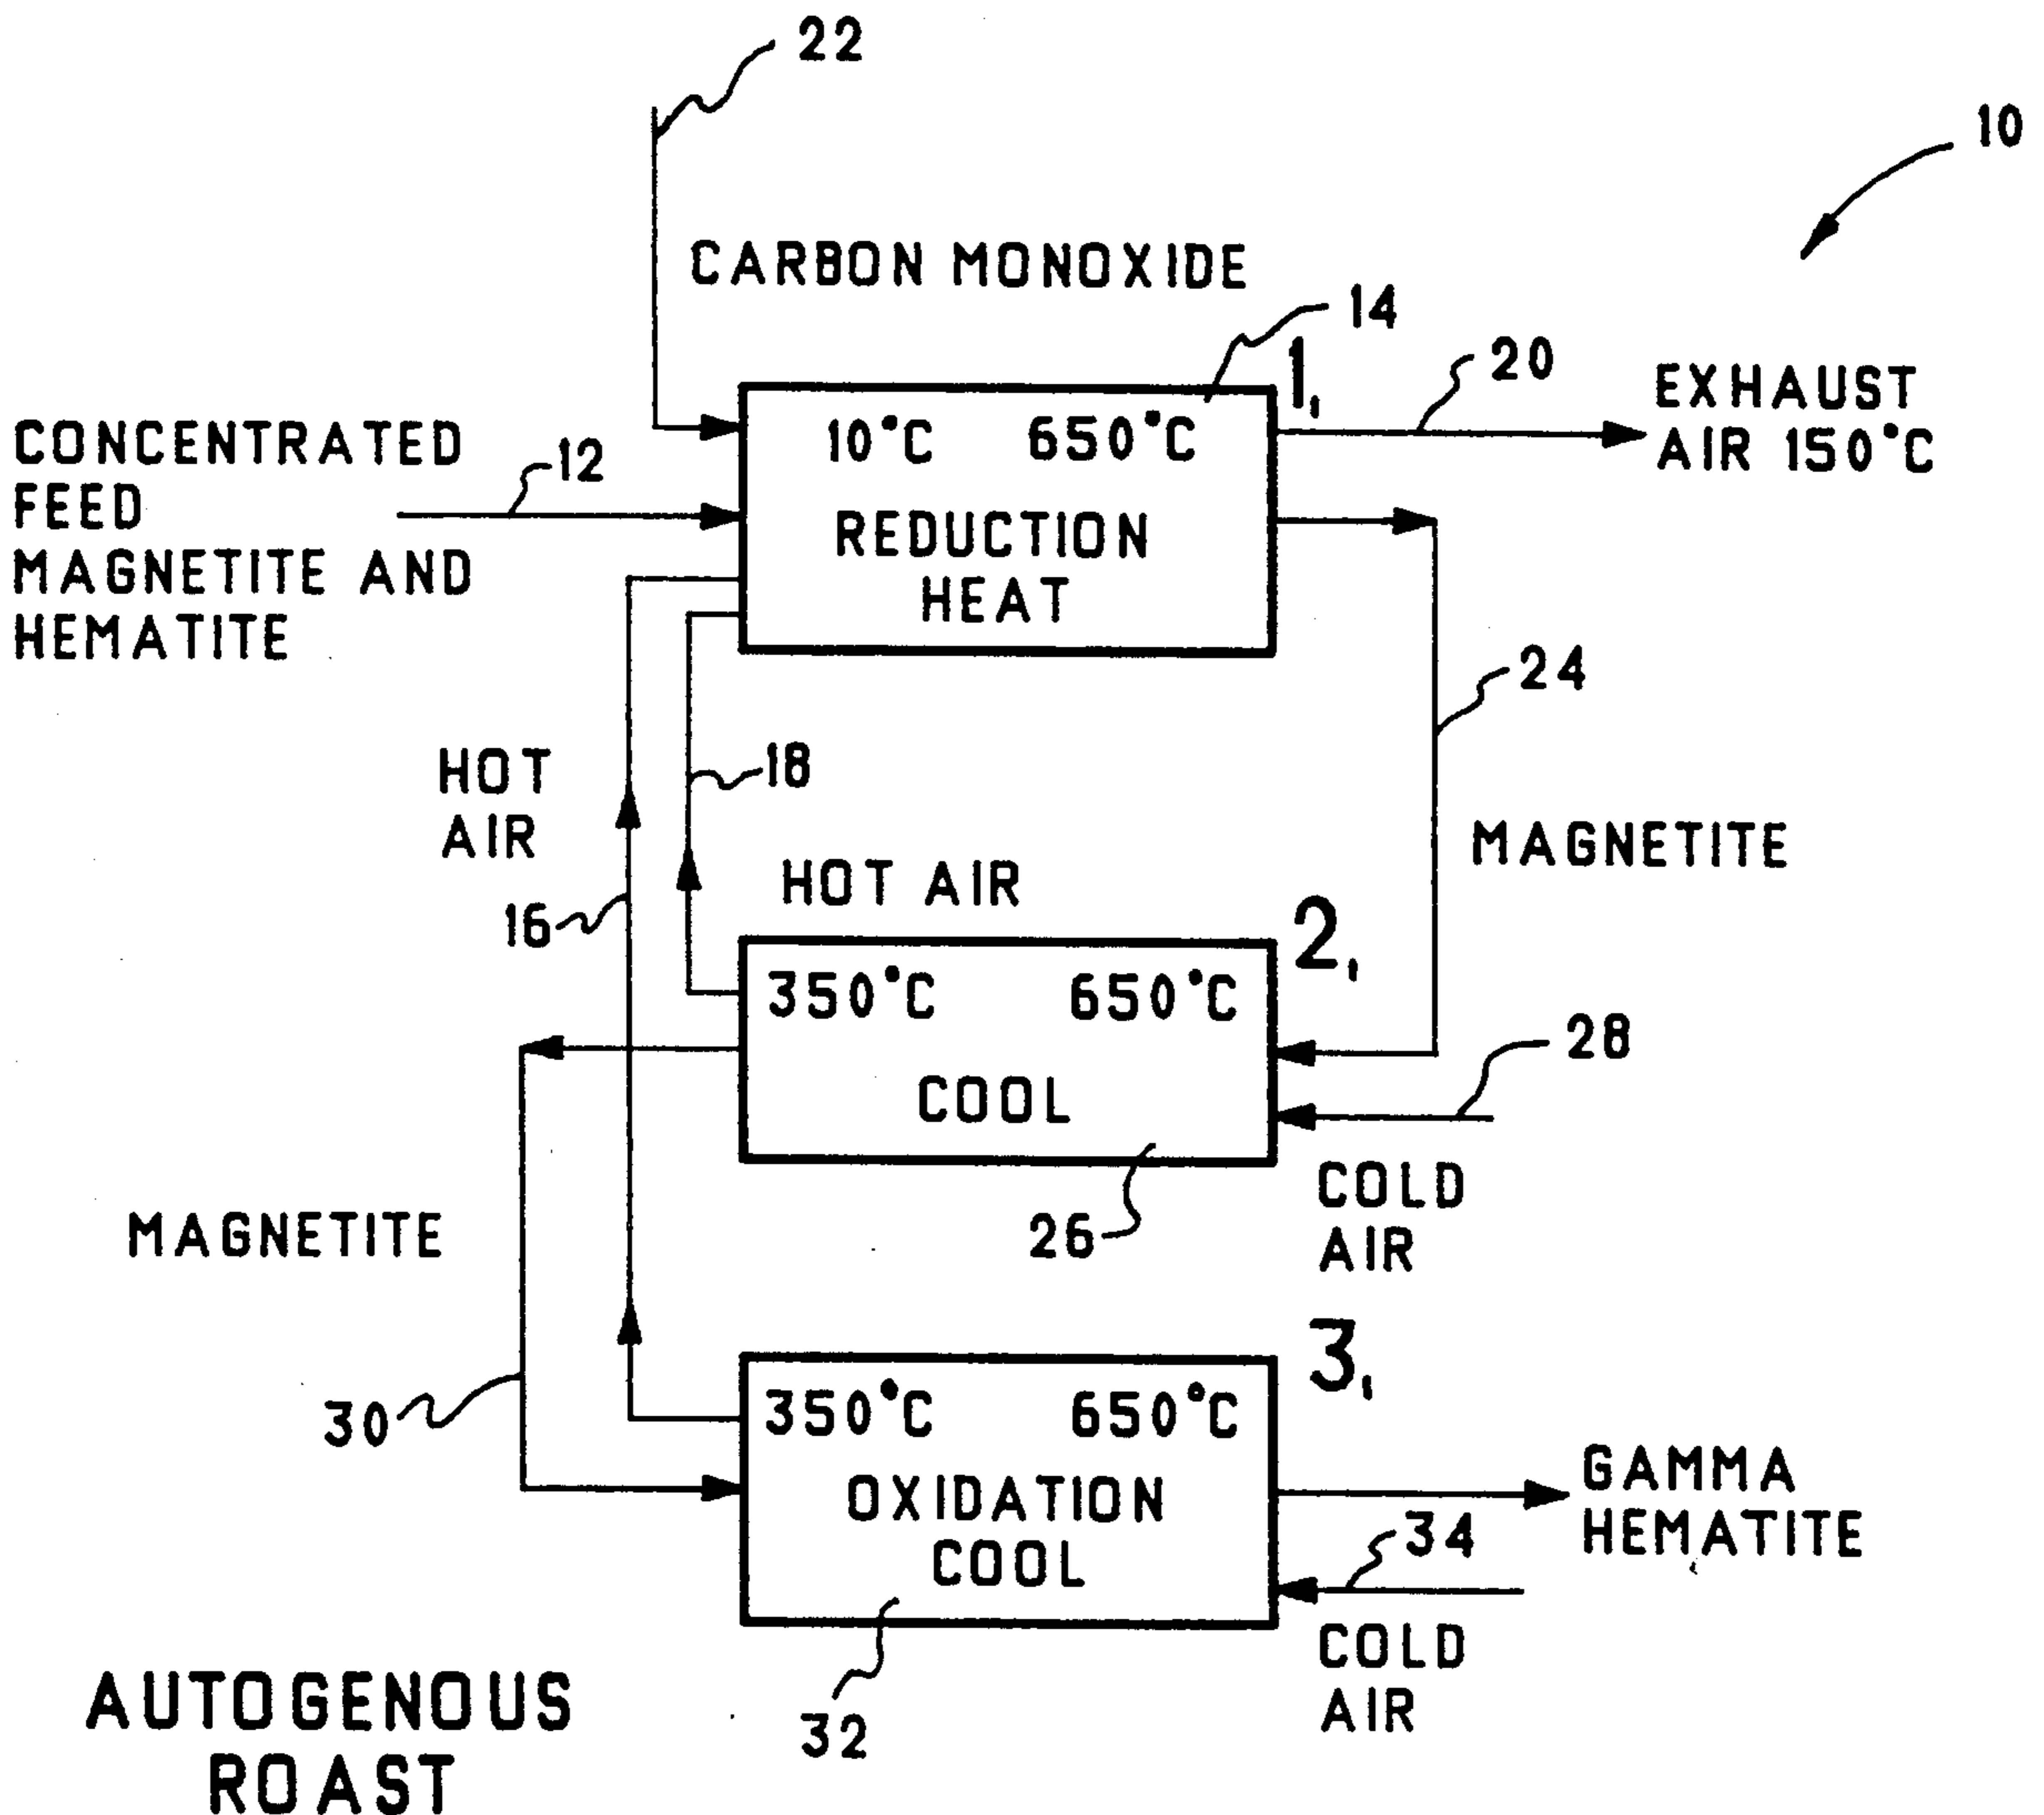 22
10
CARBON MONOXIDE
14
1,
20
EXHAUST
AIR 150°C
CONCENTRATED
FEED
MAGNETITE AND
HEMATITE
12
10°C 650°C
REDUCTION
HEAT
24
HOT
AIR
18
MAGNETITE
HOT AIR
16
2,
350°C 650°C
COOL
28
COLD
AIR
26
MAGNETITE
3,
30
350°C 650°C
OXIDATION
COOL
GAMMA
HEMATITE
34
COLD
AIR
32
AUTOGENOUS
ROAST